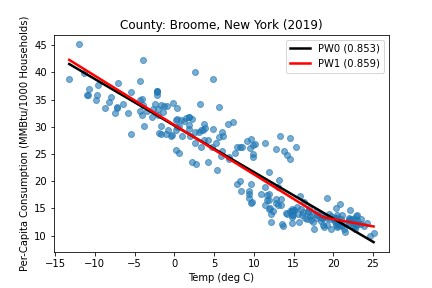 County: Broome, New York (2019)
PW0 (0.853)
PW1 (0.859)
Per-Capita Consumption (MMBtu/1000 Households)
45
40
35
30
25
20
15
10
−15 −10 −5 0 5 10 15 20 25
Temp (deg C)